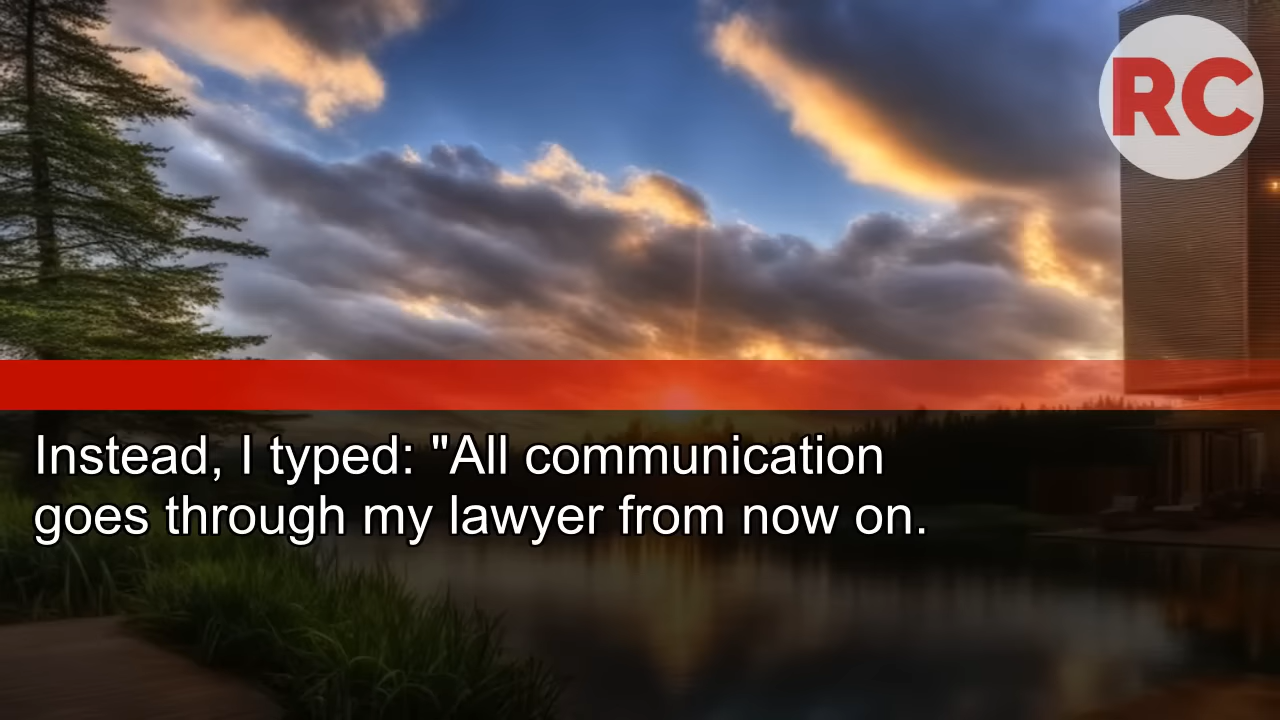 RC
Instead, I typed: "All communication
goes through my lawyer from now on.